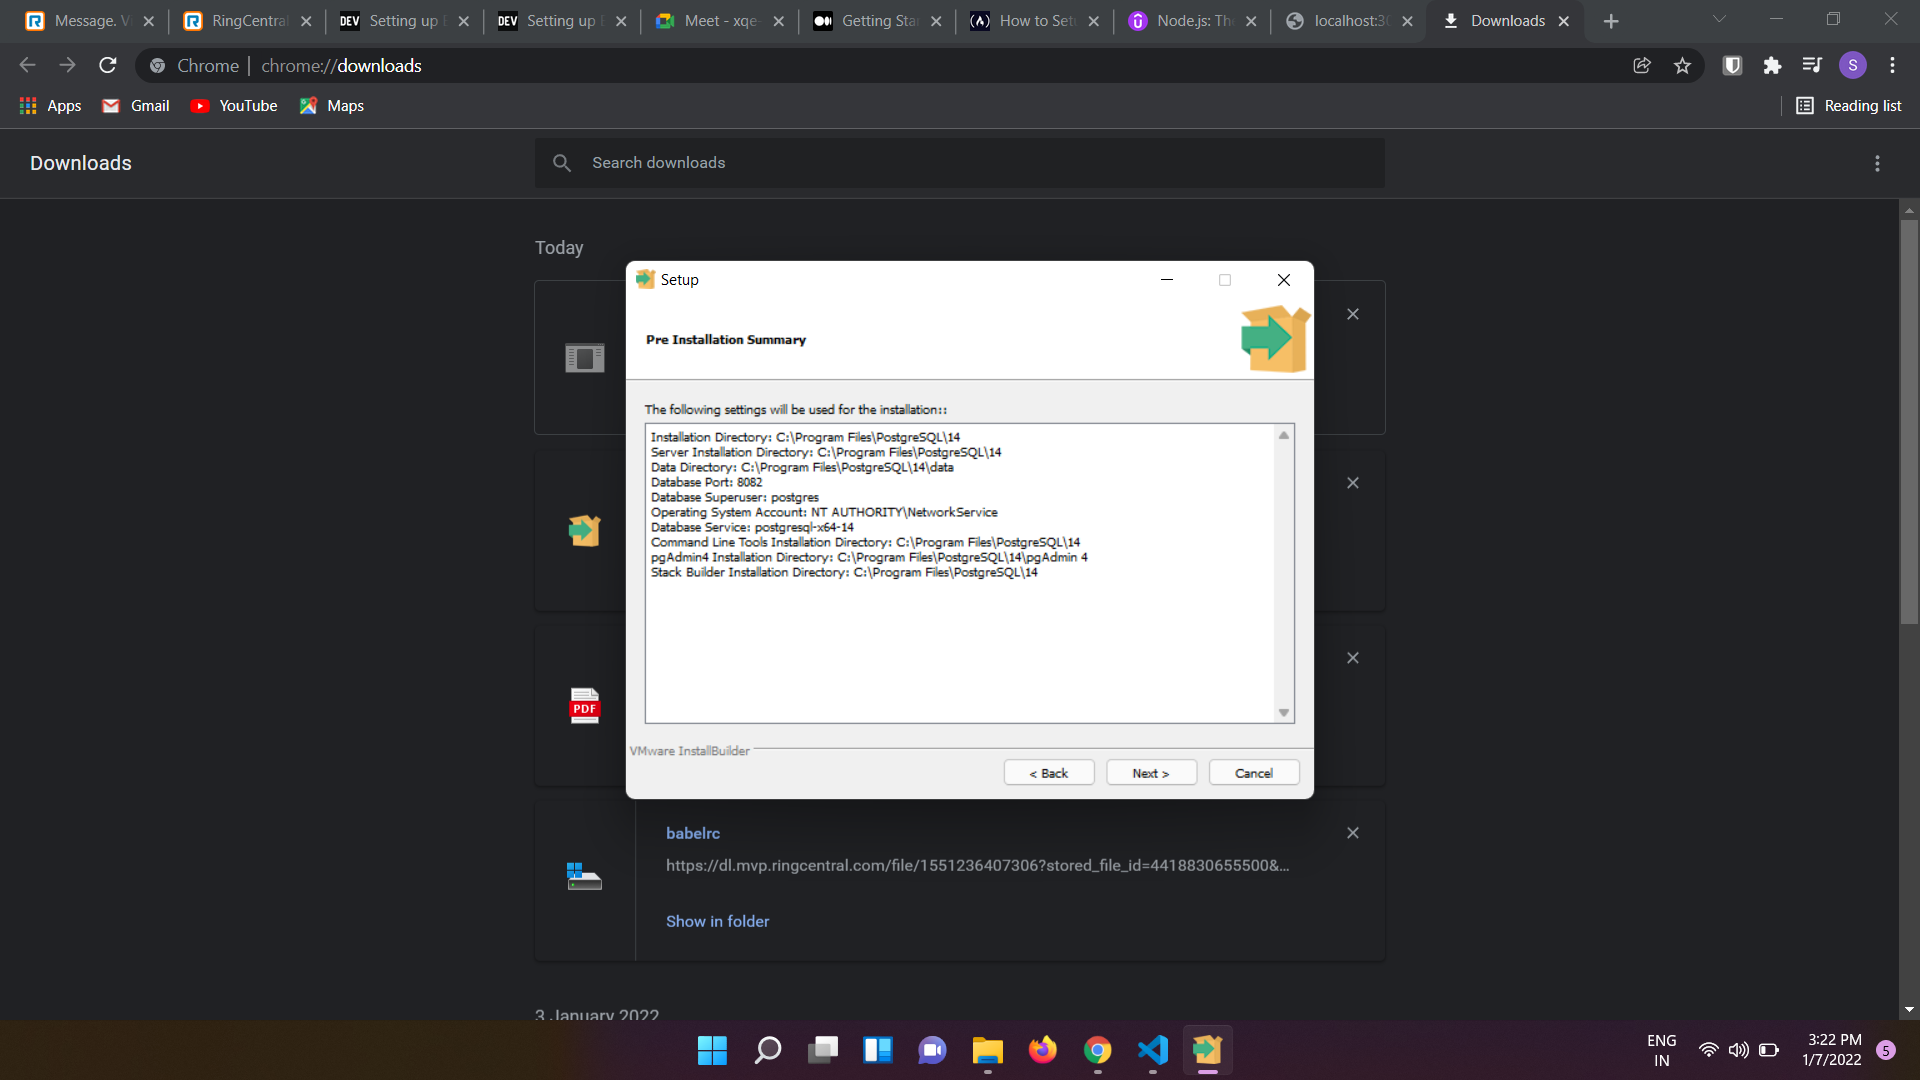 Message. V
RingCentral
DEV Setting up E
DEV Setting up E
Meet - xqe-
Getting Star
How to Set
Node.js: The
localhost:30
Downloads
Chrome chrome://downloads
S
Apps Gmail YouTube Maps
Reading list
Downloads
Search downloads
Today
Setup
Pre Installation Summary
The following settings will be used for the installation::
Installation Directory: C:\Program Files\PostgreSQL\14
Server Installation Directory: C:\Program Files\PostgreSQL\14
Data Directory: C:\Program Files\PostgreSQL\14\data
Database Port: 8082
Database Superuser: postgres
Operating System Account: NT AUTHORITY\NetworkService
Database Service: postgresql-x64-14
Command Line Tools Installation Directory: C:\Program Files\PostgreSQL\14
pgAdmin4 Installation Directory: C:\Program Files\PostgreSQL\14\pgAdmin 4
Stack Builder Installation Directory: C:\Program Files\PostgreSQL\14
VMware InstallBuilder
< Back Next > Cancel
PDF
babelrc
https://dl.mvp.ringcentral.com/file/1551236407306?stored_file_id=4418830655500&...
Show in folder
3 January 2022
ENG
IN
3:22 PM
1/7/2022
5